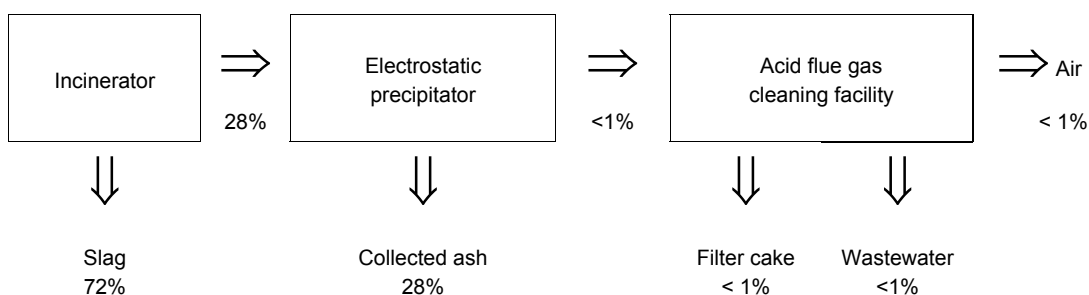 Incinerator
Electrostatic
precipitator
Acid flue gas
cleaning facility
Air
28%
<1%
< 1%
Slag
72%
Collected ash
28%
Filter cake
< 1%
Wastewater
<1%